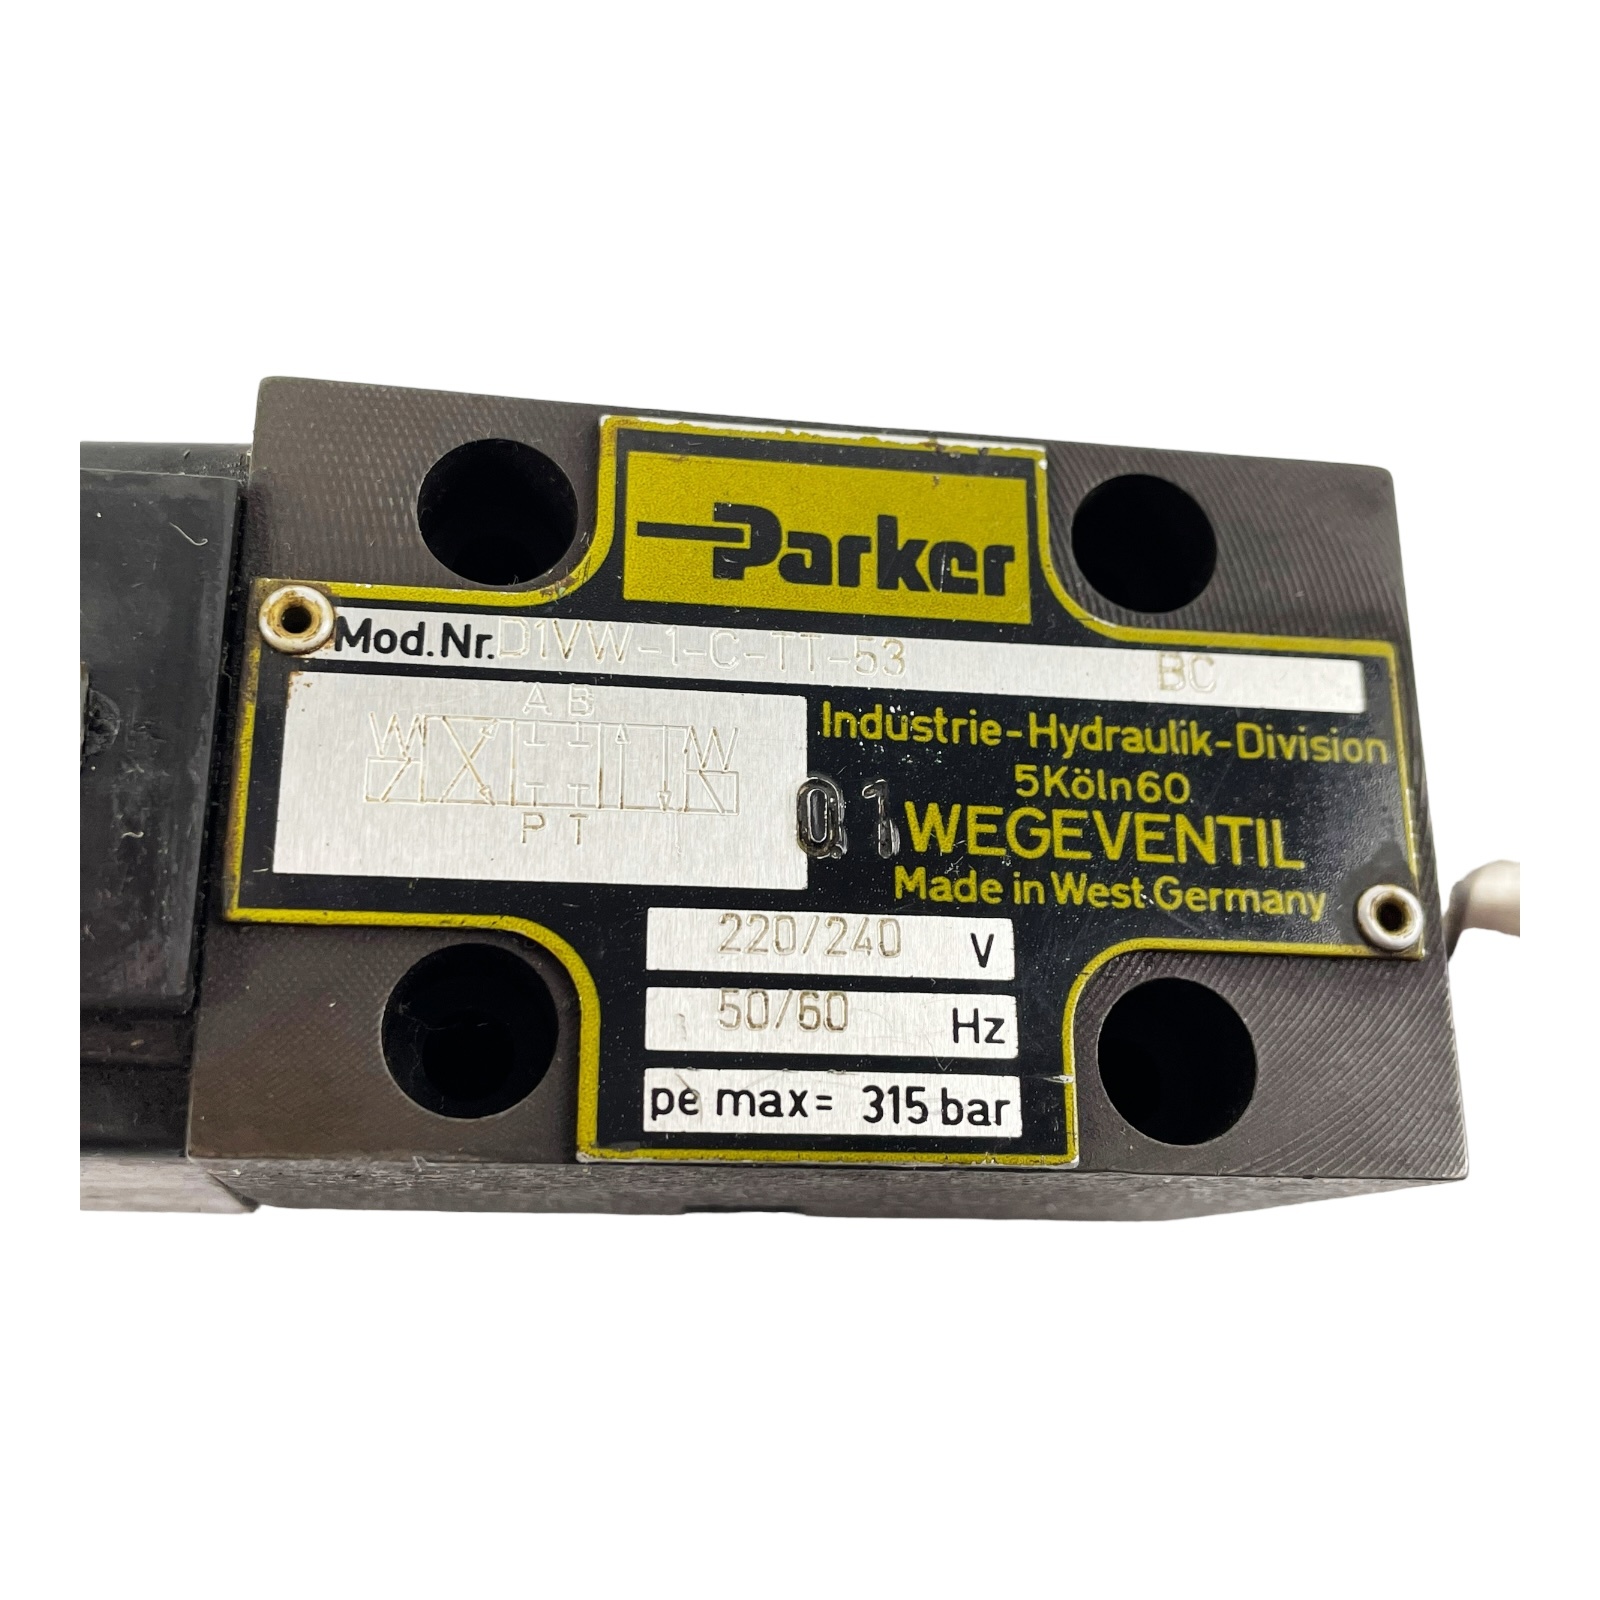 Parker
Mod.Nr. D1VW-1-C-TT-53 BC
A B
P T
Industrie-Hydraulik-Division
5Köln60
01 WEGEVENTIL
Made in West Germany
220/240 V
50/60 Hz
pe max= 315 bar